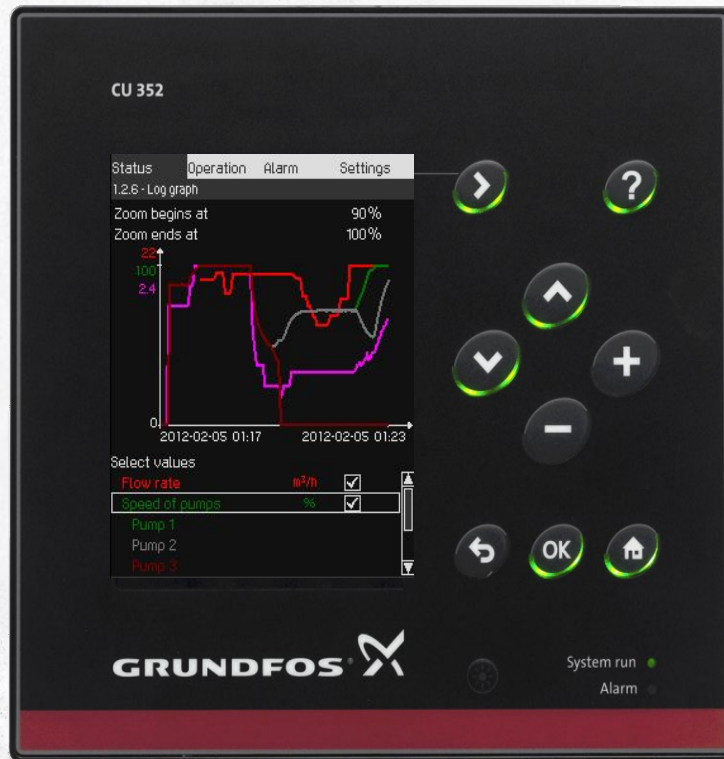 CU 352
Status Operation Alarm Settings
1.2.6 - Log graph
Zoom begins at 90%
Zoom ends at 100%
22
100
2.4
0
2012-02-05 01:17 2012-02-05 01:23
Select values
Flow rate m³/h
Speed of pumps %
Pump 1
Pump 2
Pump 3
?
OK
GRUNDFOS
System run
Alarm